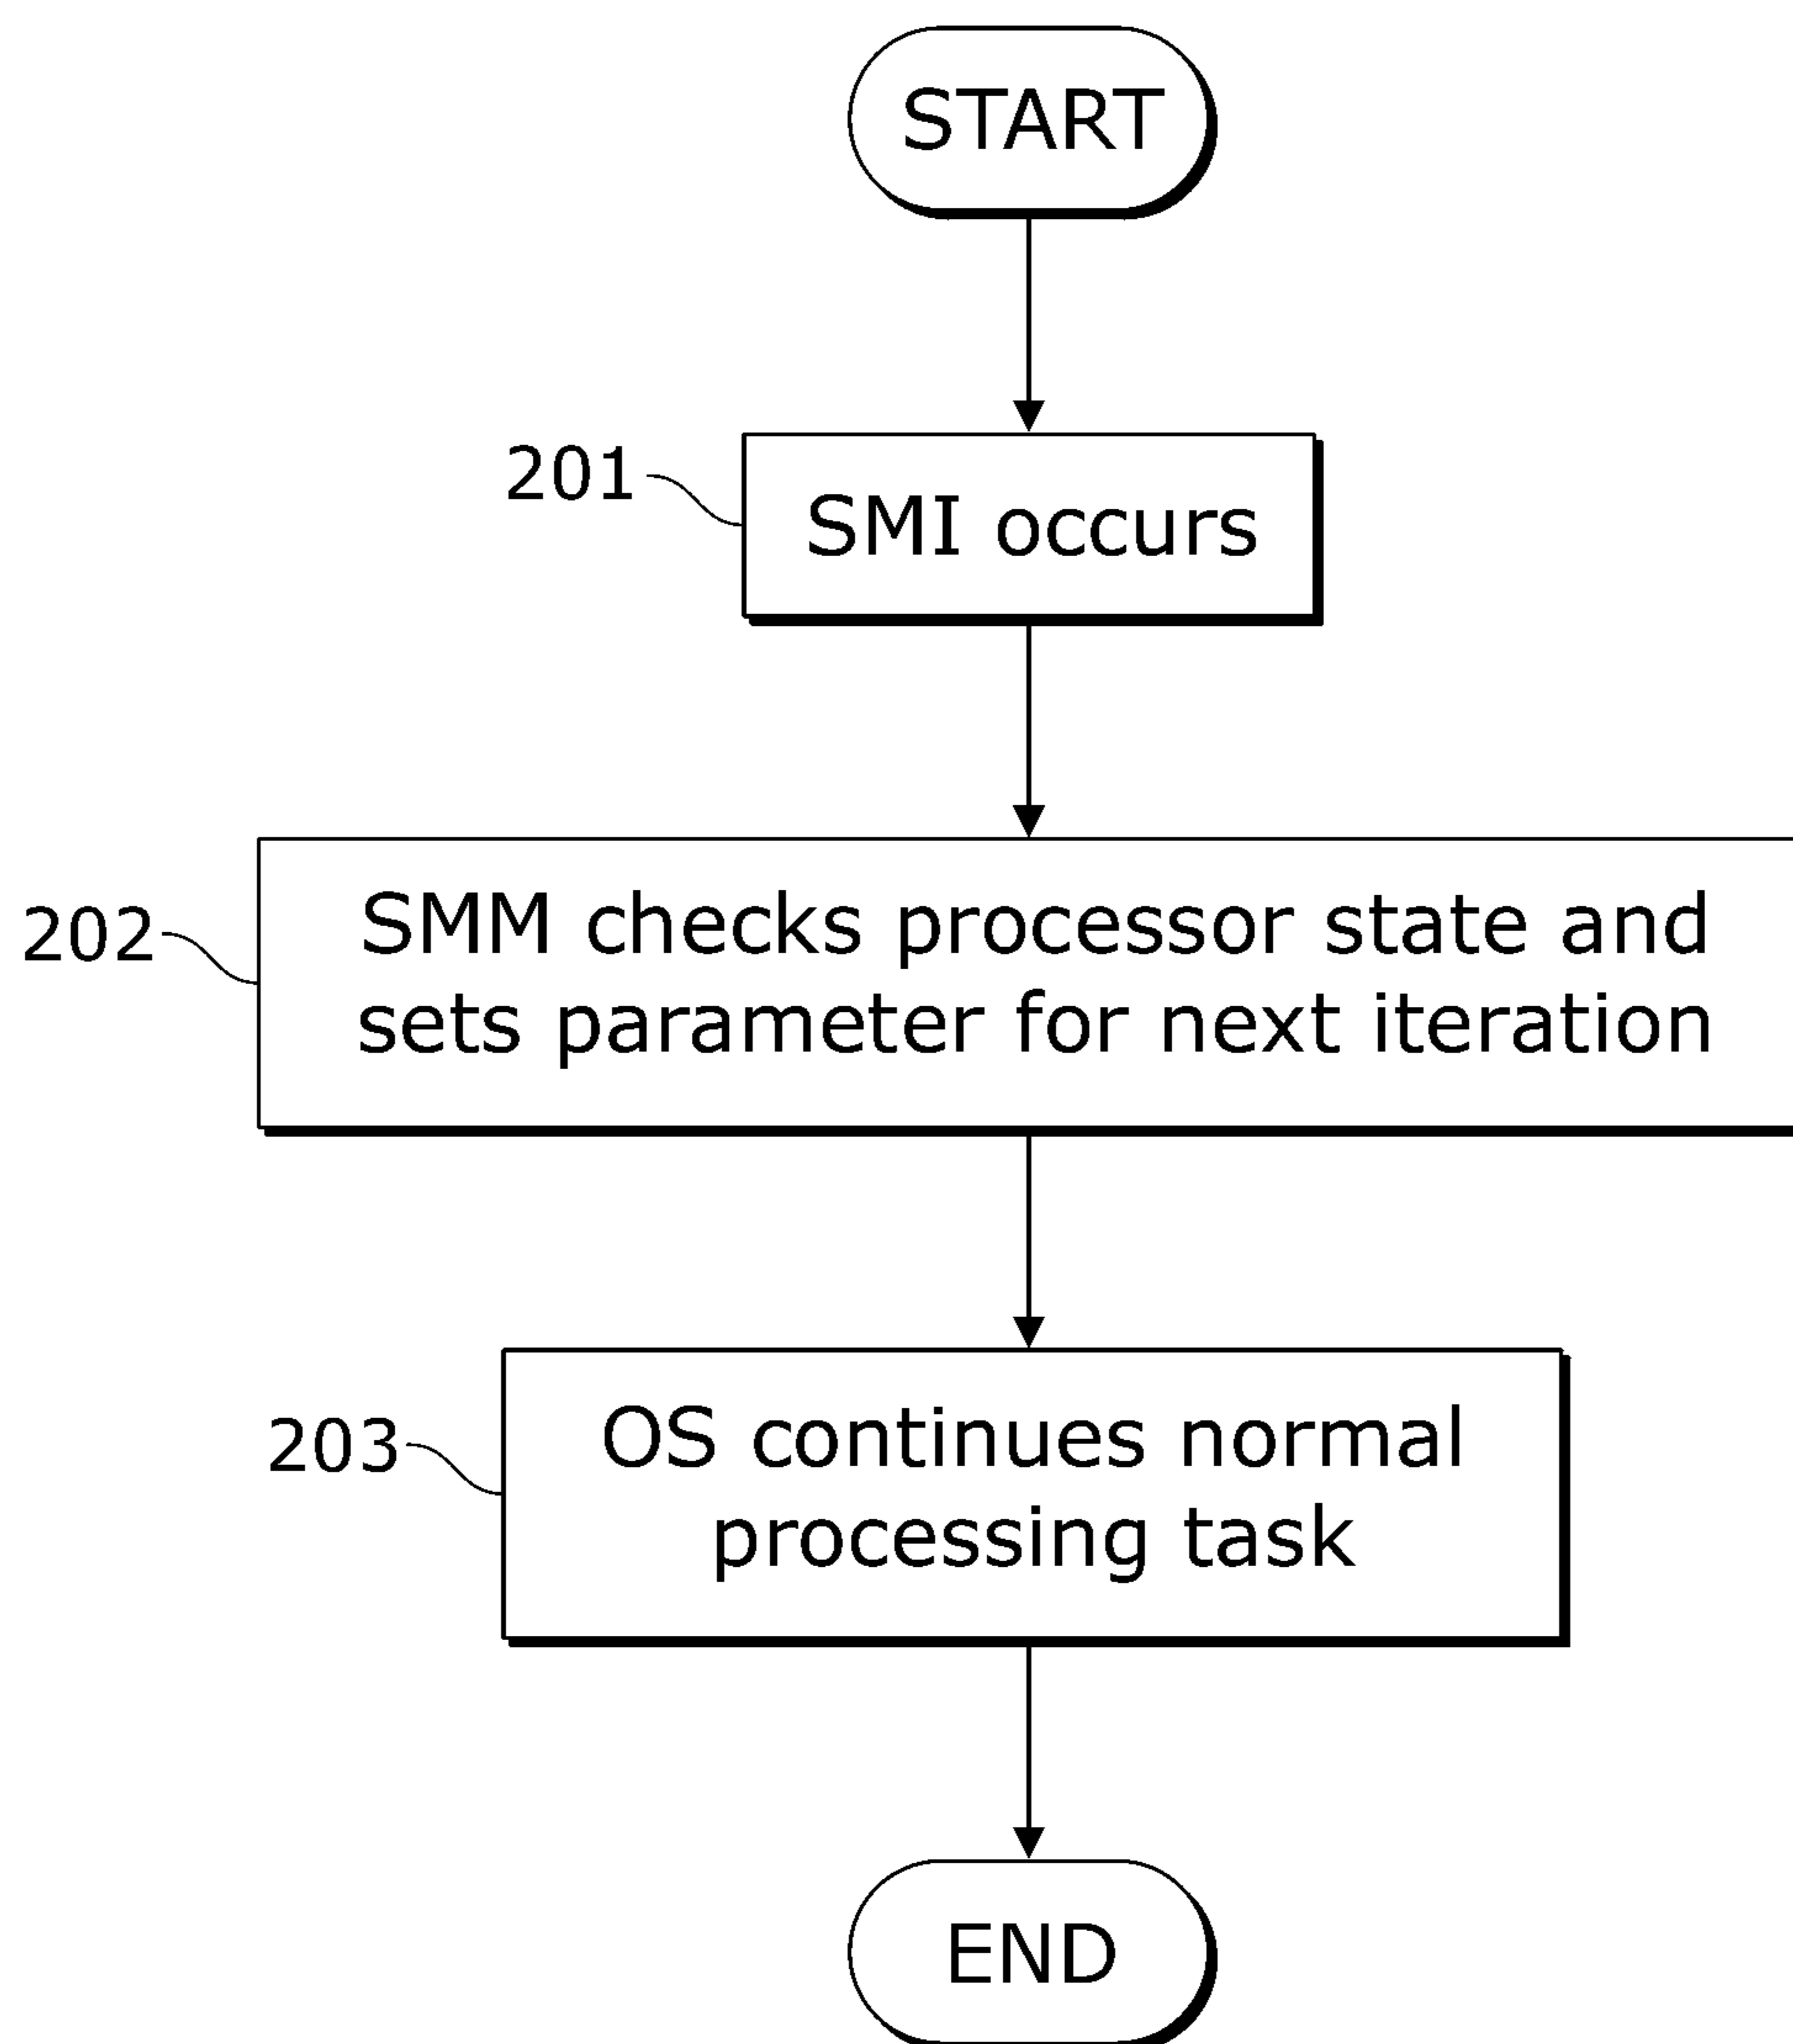 START
201
SMI occurs
202
SMM checks processor state and
sets parameter for next iteration
203
OS continues normal
processing task
END